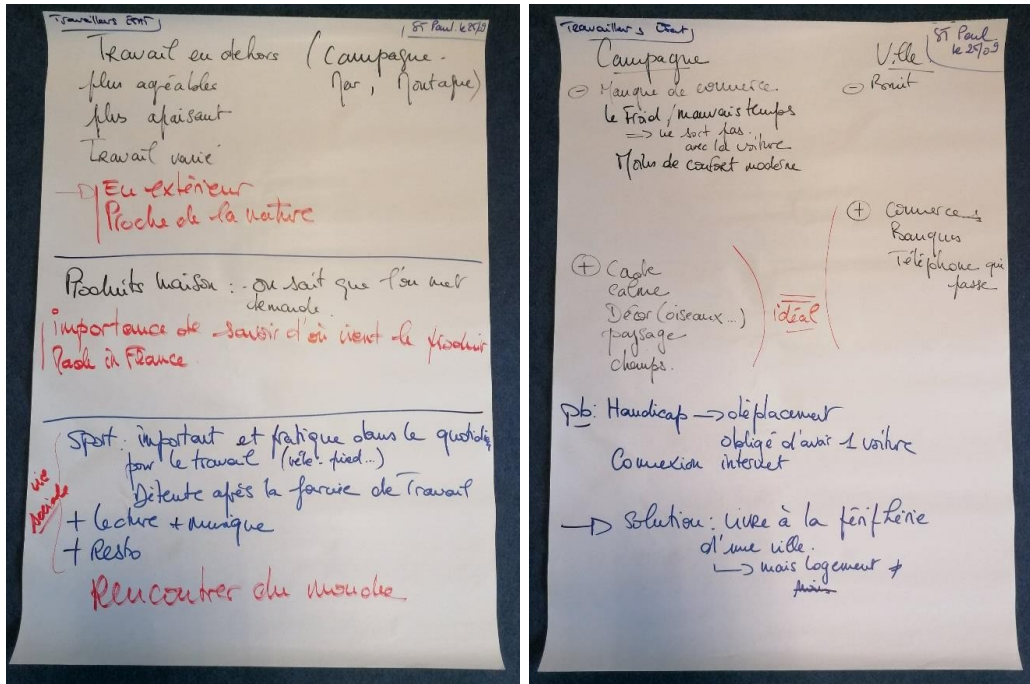 Travailleurs ESAT
ST Paul. le 25/09
Travail en dehors (Campagne.
Mer, Montagne)
plus agréables
plus apaisant
Travail varié
En extérieur
Proche de la nature
Produits maison : - on sait que l'on met
demande.
importance de savoir d'où vient le produit
Made in France
vie
sociale
Sport : important et pratique dans le quotidien
pour le travail (vélo - pied...)
Détente après la journée de Travail
+ lecture + musique
+ Resto
Rencontrer du monde
Travailleurs ESAT
ST Paul
le 25/09
Campagne
Ville
⊖ Manque de commerce.
le Froid / mauvais temps
=> ne sort pas.
avec la voiture
Moins de confort moderne
⊖ Bruit
⊕ Commerces
Banques
Téléphone qui
passe
⊕ Cadre
calme
Décor (oiseaux...)
paysage
champs.
idéal
pb : Handicap → déplacement
obligé d'avoir 1 voiture
Connexion internet
→ Solution : Vivre à la périphérie
d'une ville.
↳ mais logement